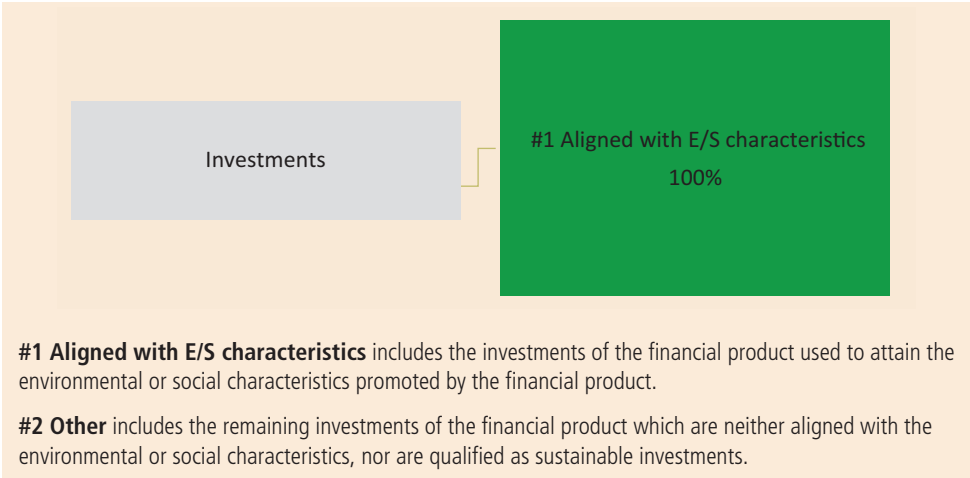 Investments
#1 Aligned with E/S characteristics
100%
#1 Aligned with E/S characteristics includes the investments of the financial product used to attain the
environmental or social characteristics promoted by the financial product.
#2 Other includes the remaining investments of the financial product which are neither aligned with the
environmental or social characteristics, nor are qualified as sustainable investments.